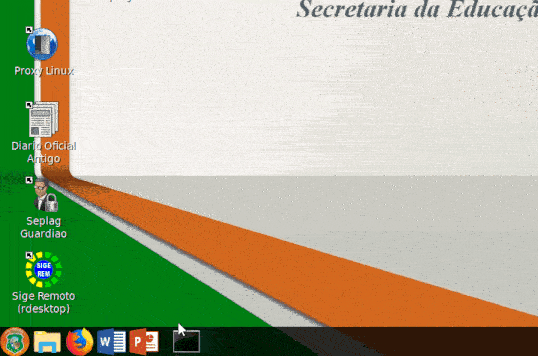 Secretaria da Educaçã
Proxy Linux
Diario Oficial
Antigo
Seplag
Guardiao
SIGE
REM
Sige Remoto
(rdesktop)
W
P